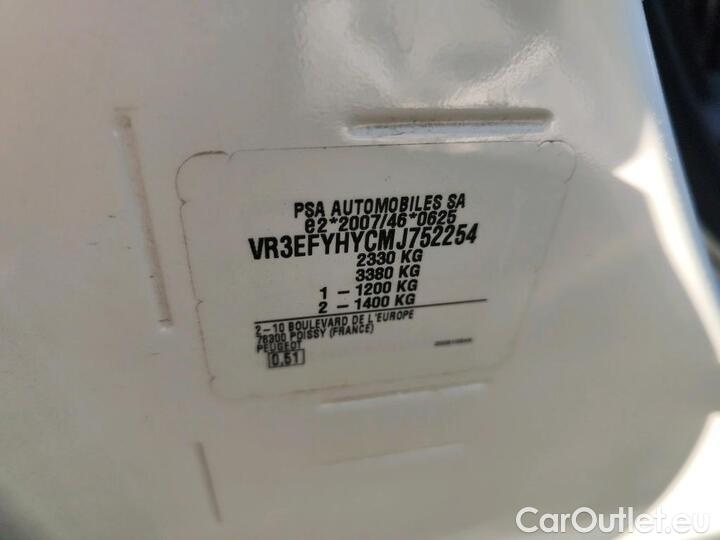 PSA AUTOMOBILES SA
e2*2007/46*0625
VR3EFYHYCMJ752254
2330 KG
3380 KG
1 - 1200 KG
2 - 1400 KG
2-10 BOULEVARD DE L'EUROPE
78300 POISSY (FRANCE)
PEUGEOT
0.51
CarOutlet.eu